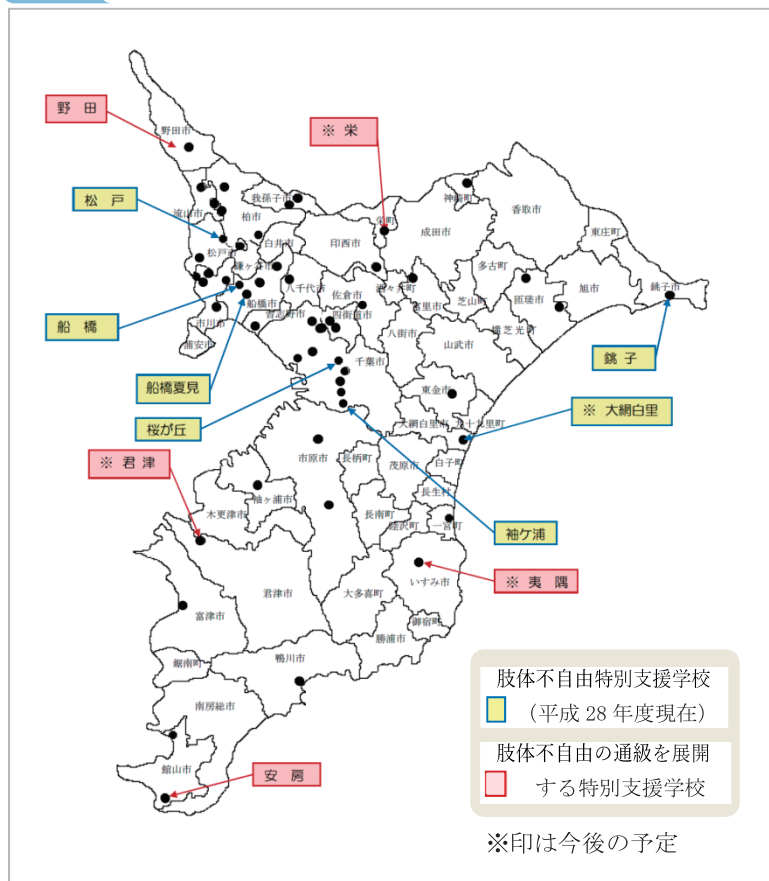 野 田
野田市
※ 栄
松 戸
我孫子市
神崎町
流山市
柏市
栄町
成田市
香取市
東庄町
白井市
印西市
松戸市
鎌ヶ谷市
多古町
八千代市
佐倉市
酒々井町
富里市
芝山町
匝瑳市
旭市
銚子市
船 橋
船橋市
市川市
習志野市
四街道市
八街市
横芝光町
浦安市
山武市
千葉市
銚 子
船橋夏見
東金市
桜が丘
※ 大網白里
大網白里市
九十九里町
※ 君 津
市原市
長柄町
茂原市
白子町
長生村
袖ヶ浦市
木更津市
長南町
睦沢町
一宮町
袖ケ浦
※ 夷 隅
いすみ市
君津市
大多喜町
富津市
御宿町
勝浦市
鋸南町
鴨川市
南房総市
館山市
安 房
肢体不自由特別支援学校
（平成 28 年度現在）
肢体不自由の通級を展開
する特別支援学校
※印は今後の予定